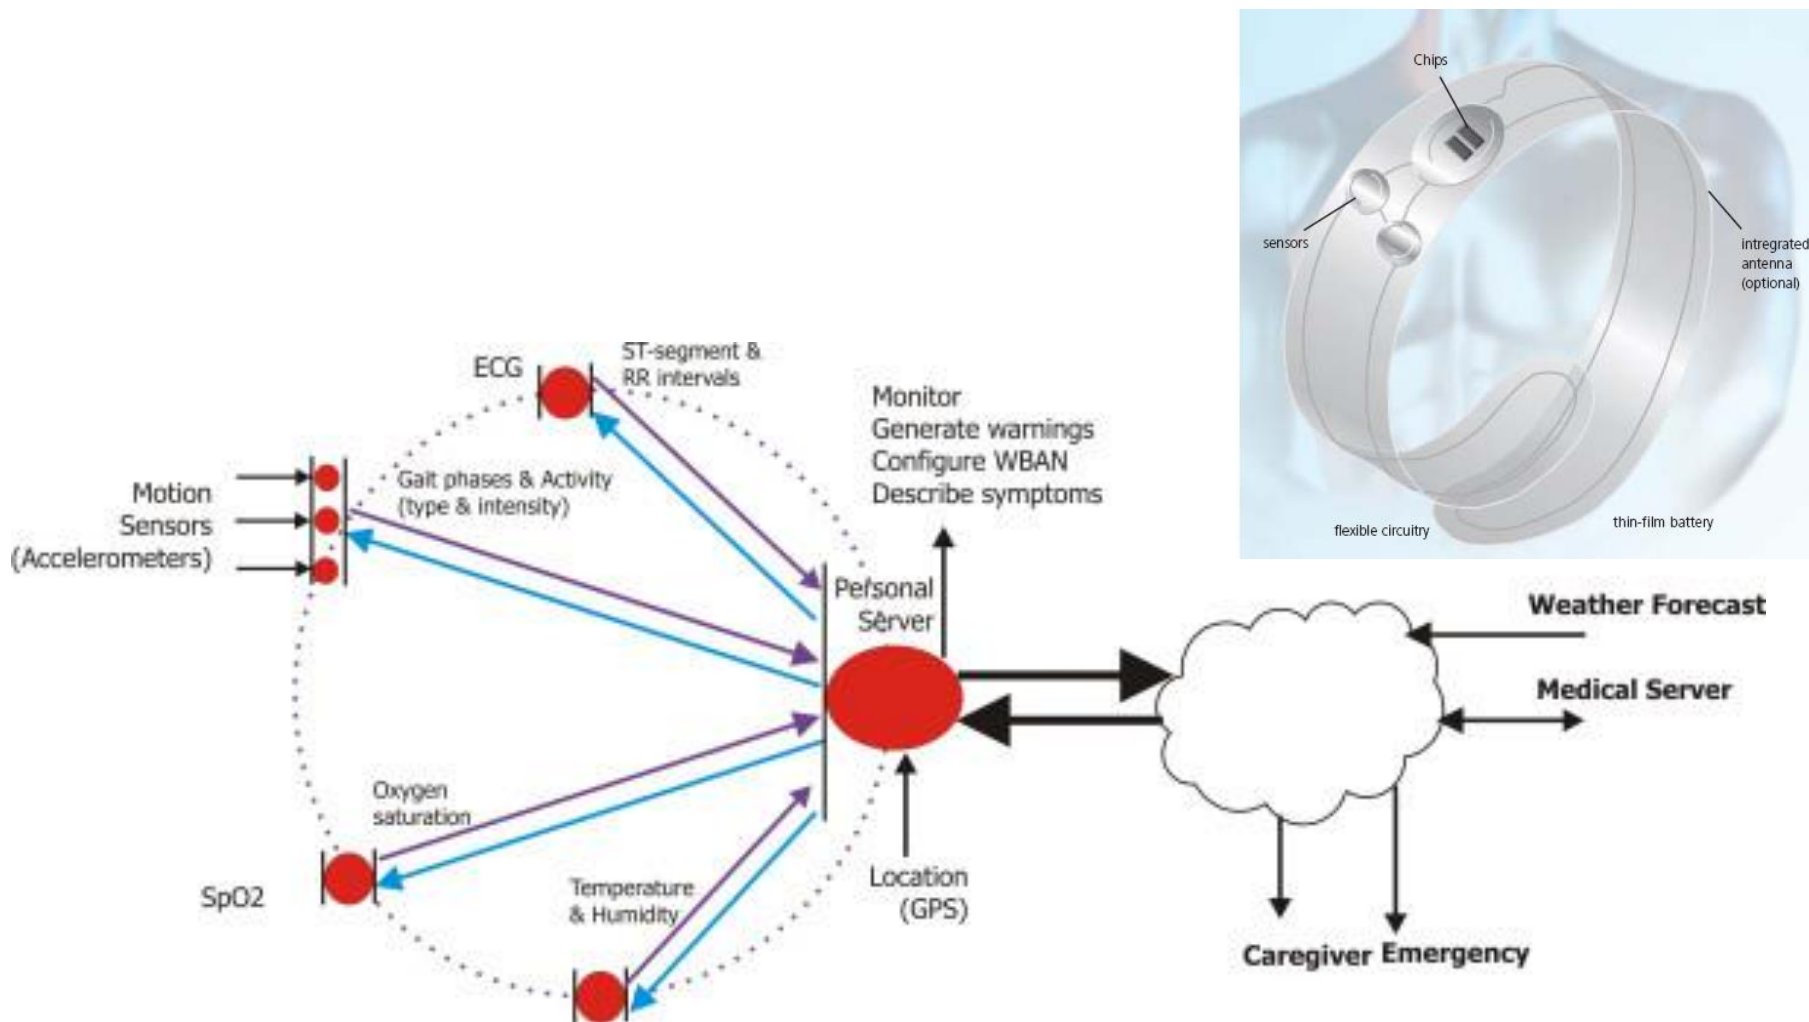 Chips
sensors
intregrated
antenna
(optional)
flexible circuitry
thin-film battery
ECG
ST-segment &
RR intervals
Motion
Sensors
(Accelerometers)
Gait phases & Activity
(type & intensity)
Monitor
Generate warnings
Configure WBAN
Describe symptoms
Personal
Server
Weather Forecast
Medical Server
Oxygen
saturation
SpO2
Temperature
& Humidity
Location
(GPS)
Caregiver Emergency